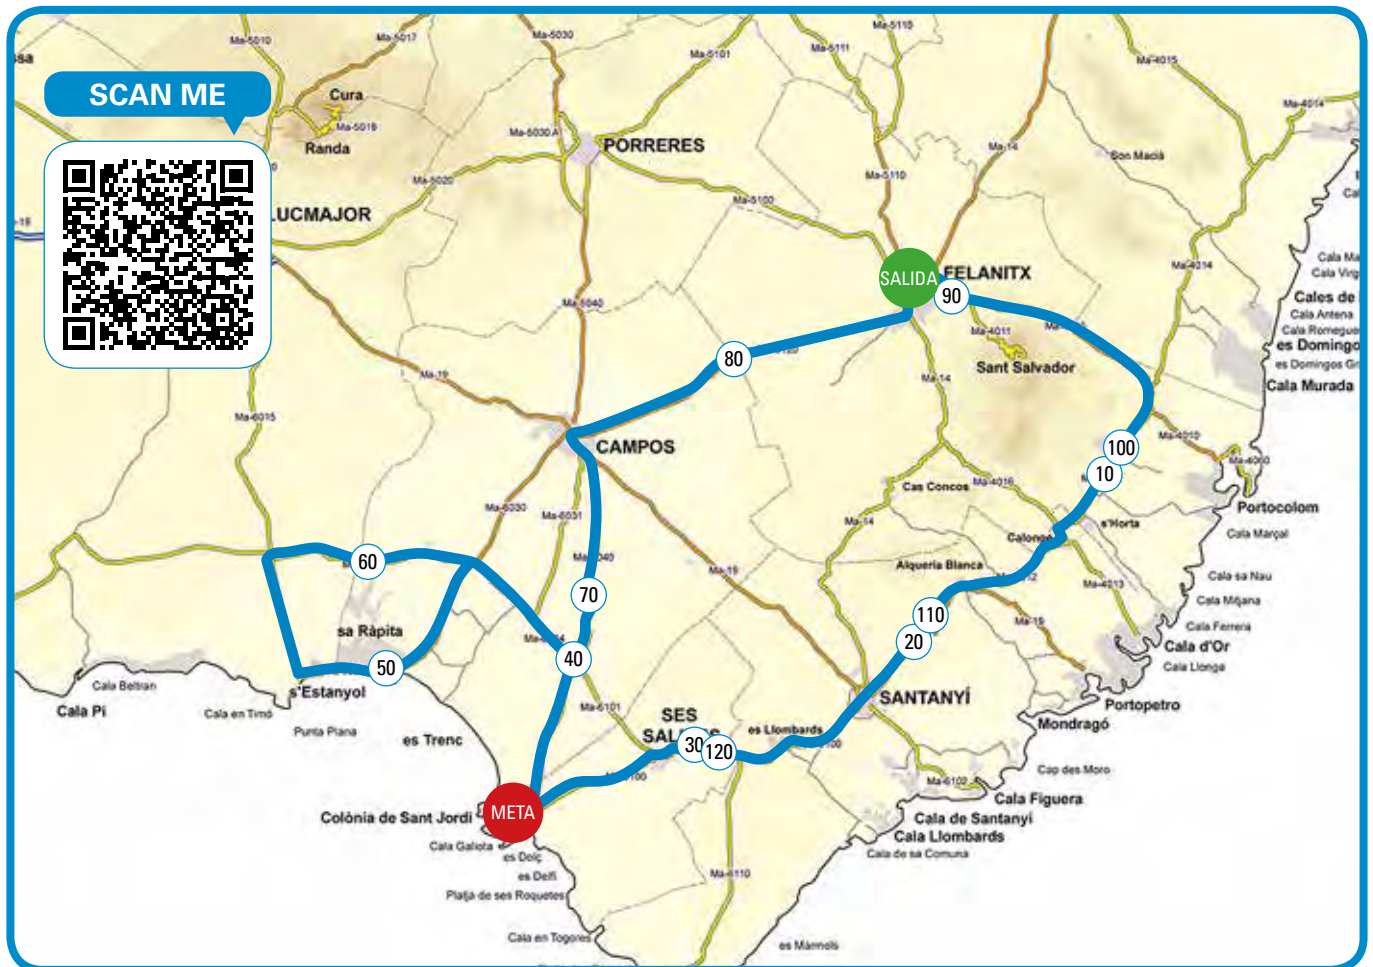 Ma-5010
Ma-5017
Ma-5030
Ma-5101
Ma-5110
Ma-5111
Ma-4015
SCAN ME
Cura
Ma-5018
Randa
Ma-5030 A
PORRERES
Ma-4014
Ma-14
Son Macià
Ma-5020
Ma-5110
Ma-5100
LUCMAJOR
Ma-4014
SALIDA
FELANITX
90
Cales de
Cala Antena
es Domingo
es Domingos Gr
Cala Murada
Ma-5040
Ma-4011
Sant Salvador
80
Ma-19
Ma-14
Ma-6015
CAMPOS
100
10
Ma-4010
Portocolom
Cala Marçal
Cas Concos
Ma-4016
Ma-6030
Ma-6031
Ma-14
s'Horta
Calonge
60
Ma-19
Alqueria Blanca
Ma-4013
Cala sa Nau
Cala Mitjana
Cala Ferrera
70
110
20
Ma-19
sa Ràpita
50
40
Cala d'Or
Cala Llonga
s'Estanyol
Cala Beltran
Cala Pi
Cala en Timó
Punta Plana
Ma-6101
SANTANYÍ
Portopetro
Mondragó
es Trenc
SES
30
120
es Llombards
Cap des Moro
Ma-6102
Cala Figuera
Colònia de Sant Jordi
META
Cala de Santanyí
Cala Llombards
Cala de sa Comuna
Cala Galiota
es Dolç
es Delfí
Platja de ses Roquetes
Ma-6110
Cala en Togores
es Màrmols